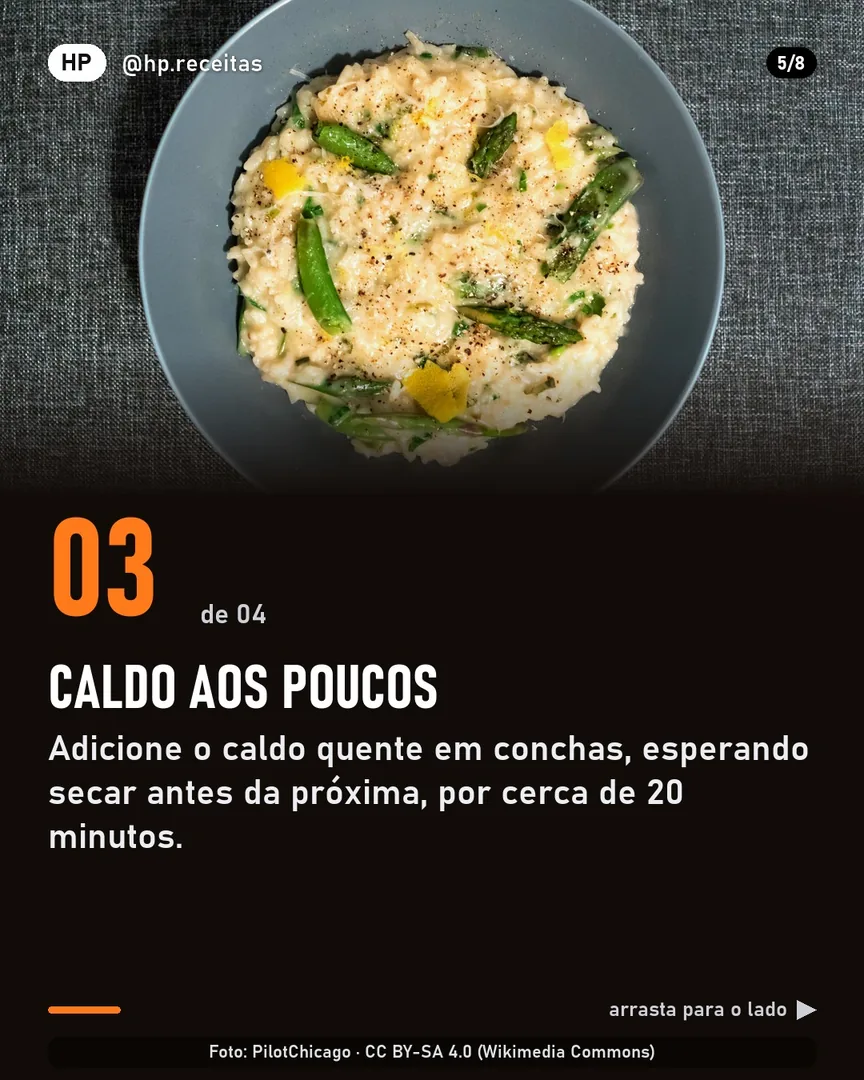 HP @hp.receitas 5/8
03 de 04
CALDO AOS POUCOS
Adicione o caldo quente em conchas, esperando
secar antes da próxima, por cerca de 20
minutos.
arrasta para o lado ▶
Foto: PilotChicago · CC BY-SA 4.0 (Wikimedia Commons)